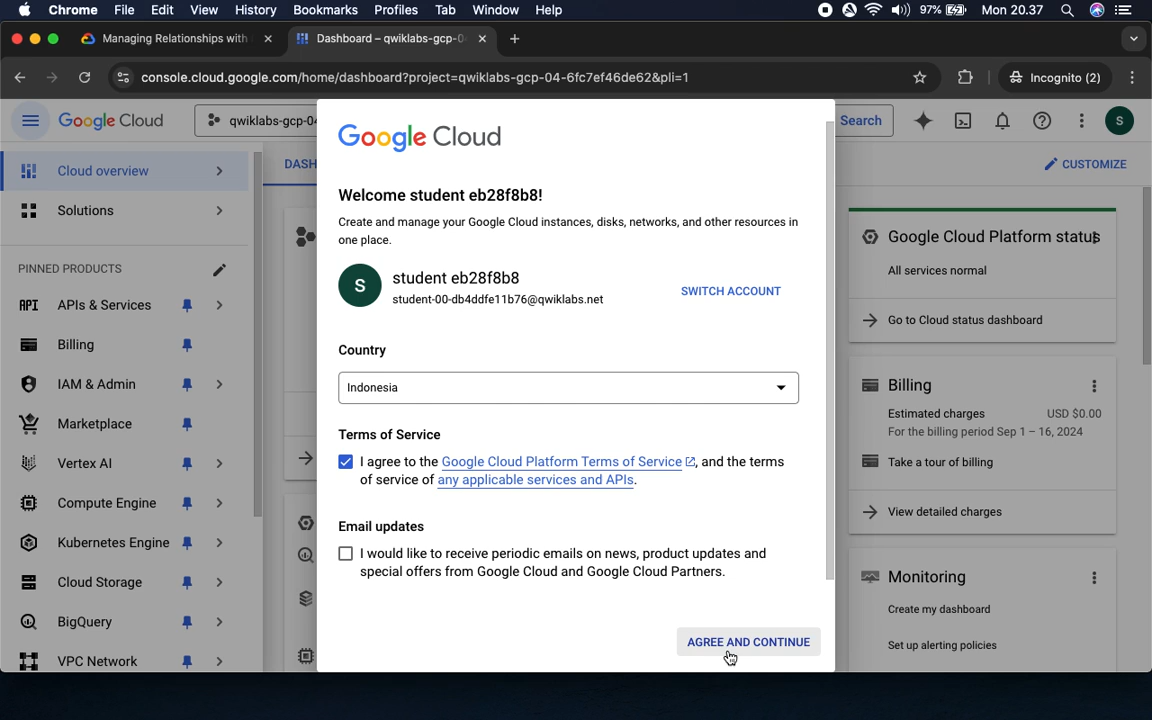 Chrome File Edit View History Bookmarks Profiles Tab Window Help 97% Mon 20.37
Managing Relationships with
Dashboard – qwiklabs-gcp-0
console.cloud.google.com/home/dashboard?project=qwiklabs-gcp-04-6fc7ef46de62&pli=1
Incognito (2)
Google Cloud
qwiklabs-gcp-04
Search
S
Cloud overview
Solutions
PINNED PRODUCTS
API APIs & Services
Billing
IAM & Admin
Marketplace
Vertex AI
Compute Engine
Kubernetes Engine
Cloud Storage
BigQuery
VPC Network
DASH
CUSTOMIZE
Google Cloud
Welcome student eb28f8b8!
Create and manage your Google Cloud instances, disks, networks, and other resources in
one place.
S
student eb28f8b8
student-00-db4ddfe11b76@qwiklabs.net
SWITCH ACCOUNT
Country
Indonesia
Terms of Service
I agree to the Google Cloud Platform Terms of Service, and the terms
of service of any applicable services and APIs.
Email updates
I would like to receive periodic emails on news, product updates and
special offers from Google Cloud and Google Cloud Partners.
AGREE AND CONTINUE
Google Cloud Platform status
All services normal
Go to Cloud status dashboard
Billing
Estimated charges USD $0.00
For the billing period Sep 1 – 16, 2024
Take a tour of billing
View detailed charges
Monitoring
Create my dashboard
Set up alerting policies